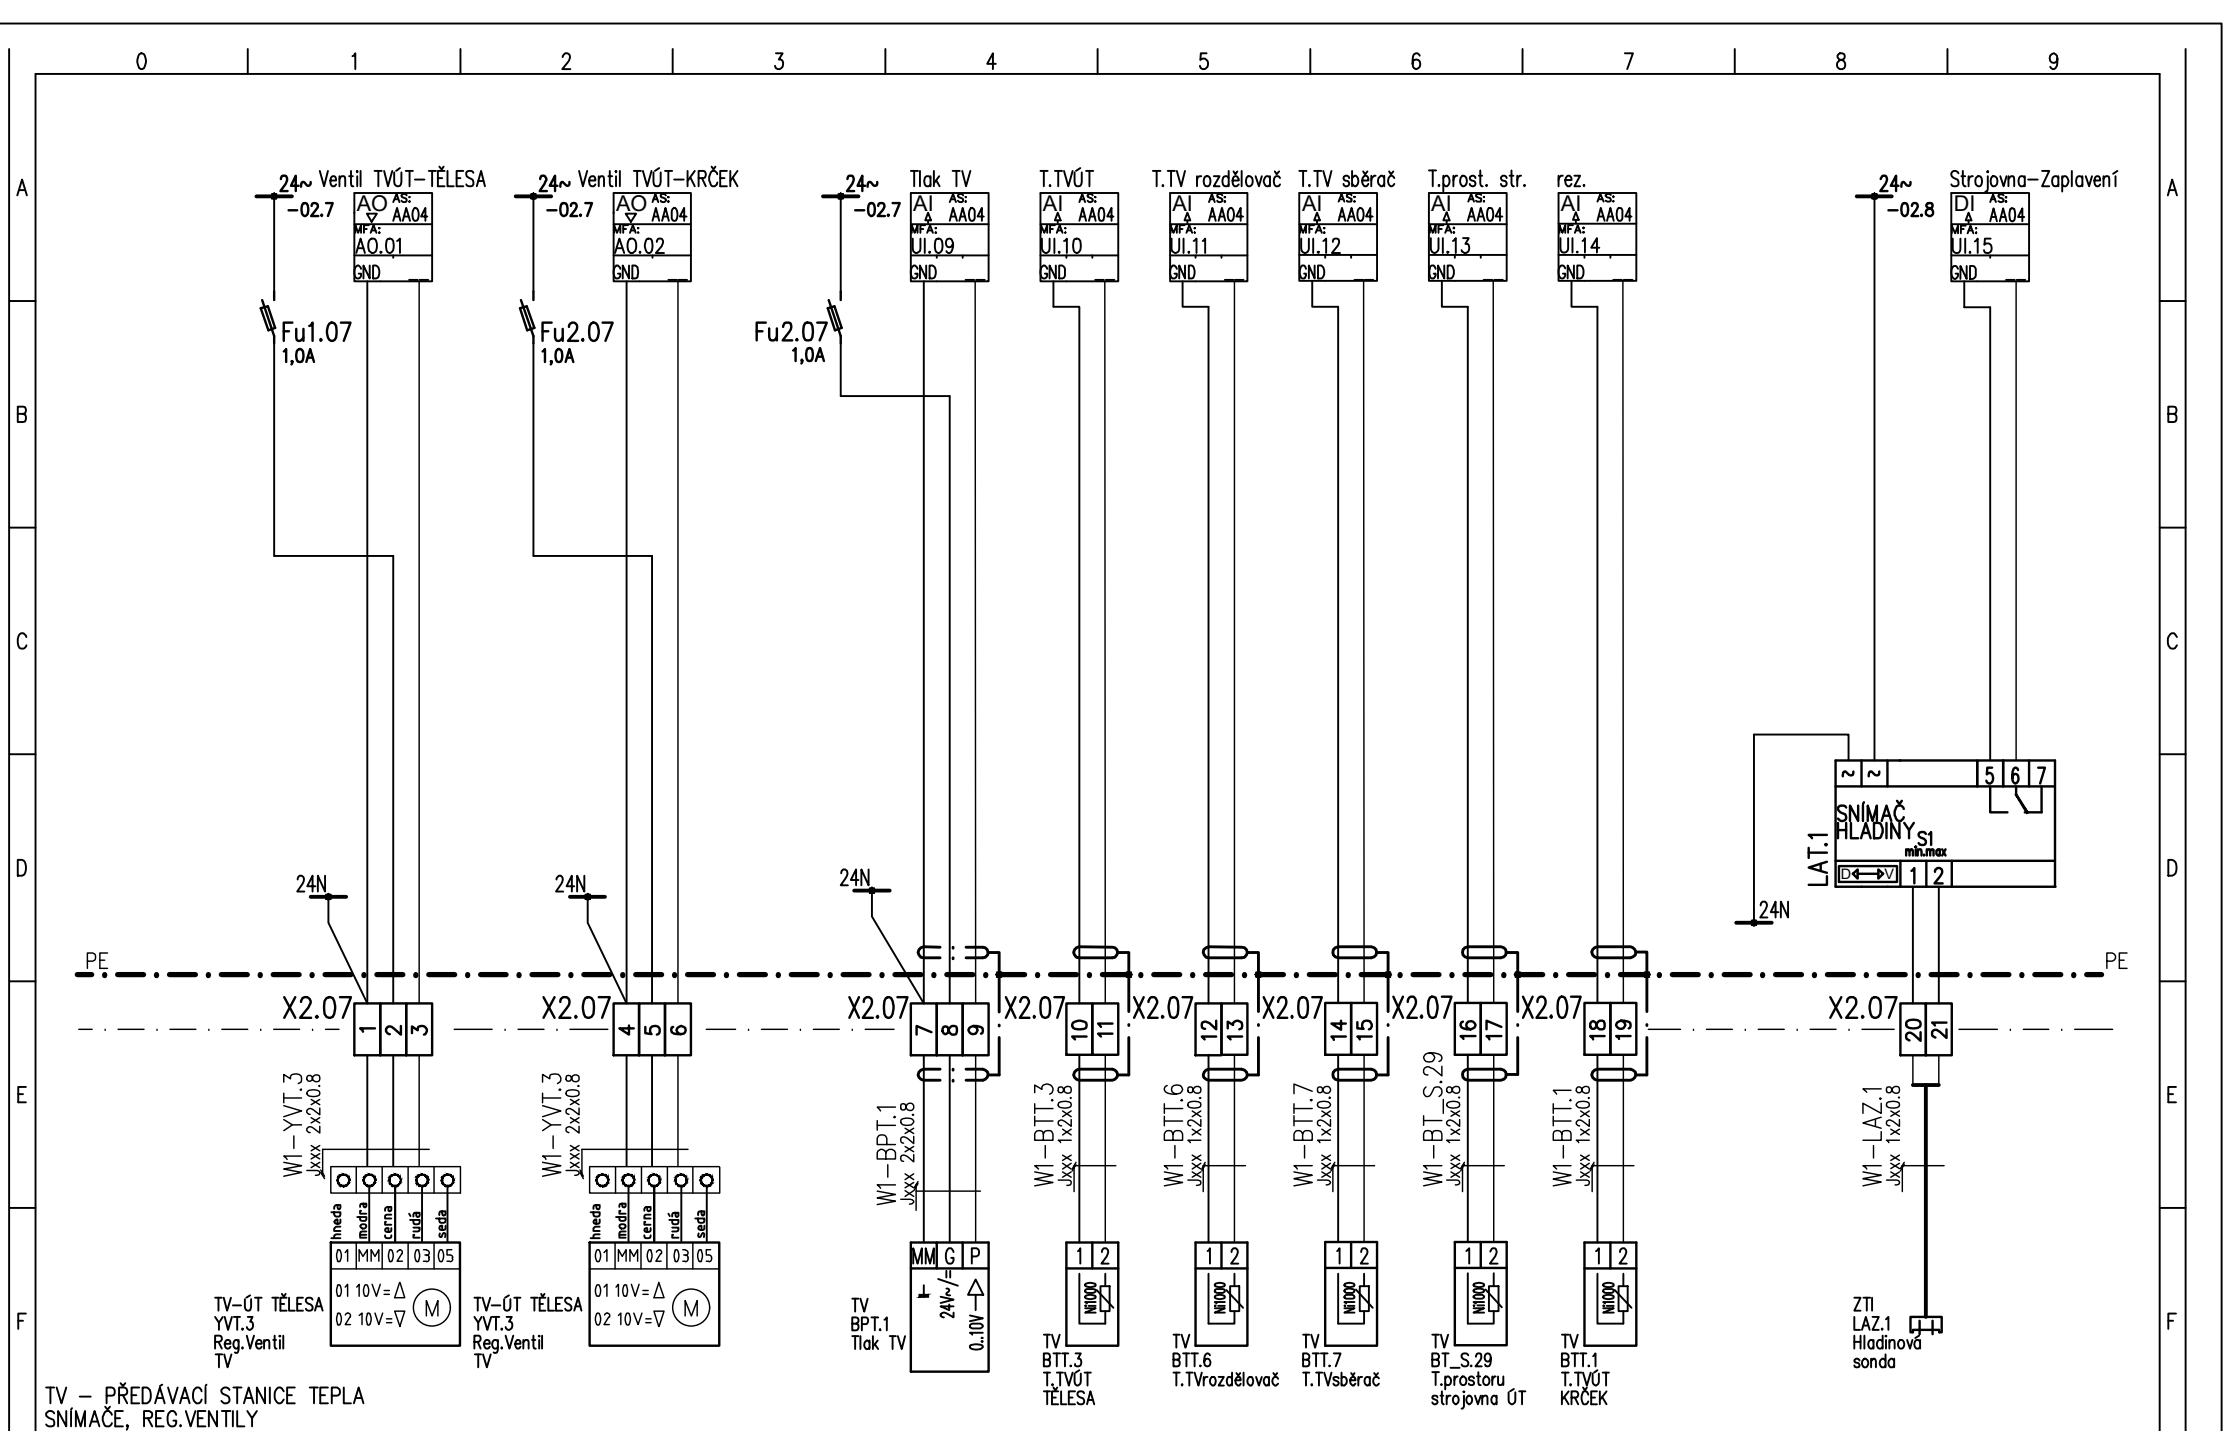 0 1 2 3 4 5 6 7 8 9
A A
B B
C C
D D
E E
F F
24~ Ventil TVÚT-TĚLESA
-02.7
AO AS:
AA04
MFA:
AO.01
GND
Fu1.07
1,0A
24~ Ventil TVÚT-KRČEK
-02.7
AO AS:
AA04
MFA:
AO.02
GND
Fu2.07
1,0A
24~
-02.7
Tlak TV
AI AS:
AA04
MFA:
UI.09
GND
Fu2.07
1,0A
T.TVÚT
AI AS:
AA04
MFA:
UI.10
GND
T.TV rozdělovač
AI AS:
AA04
MFA:
UI.11
GND
T.TV sběrač
AI AS:
AA04
MFA:
UI.12
GND
T.prost. str.
AI AS:
AA04
MFA:
UI.13
GND
rez.
AI AS:
AA04
MFA:
UI.14
GND
24~
-02.8
Strojovna-Zaplavení
DI AS:
AA04
MFA:
UI.15
GND
~ ~ 5 6 7
SNÍMAČ
HLADINY
S1
min.max
D V 1 2
LAT.1
24N
24N
24N
24N
PE PE
X2.07 1 2 3
X2.07 4 5 6
X2.07 7 8 9
X2.07 10 11
X2.07 12 13
X2.07 14 15
X2.07 16 17
X2.07 18 19
X2.07 20 21
W1-YVT.3
Jxxx 2x2x0.8
W1-YVT.3
Jxxx 2x2x0.8
W1-BPT.1
Jxxx 2x2x0.8
W1-BTT.3
Jxxx 1x2x0.8
W1-BTT.6
Jxxx 1x2x0.8
W1-BTT.7
Jxxx 1x2x0.8
W1-BT_S.29
Jxxx 1x2x0.8
W1-BTT.1
Jxxx 1x2x0.8
W1-LAZ.1
Jxxx 1x2x0.8
hneda modra cerna rudá seda
01 MM 02 03 05
01 10V=
02 10V=
M
TV-ÚT TĚLESA
YVT.3
Reg.Ventil
TV
hneda modra cerna rudá seda
01 MM 02 03 05
01 10V=
02 10V=
M
TV-ÚT TĚLESA
YVT.3
Reg.Ventil
TV
MM G P
24V~/=
0..10V
TV
BPT.1
Tlak TV
1 2
Ni1000
TV
BTT.3
T.TVÚT
TĚLESA
1 2
Ni1000
TV
BTT.6
T.TVrozdělovač
1 2
Ni1000
TV
BTT.7
T.TVsběrač
1 2
Ni1000
TV
BT_S.29
T.prostoru
strojovna ÚT
1 2
Ni1000
TV
BTT.1
T.TVÚT
KRČEK
ZTI
LAZ.1
Hladinová
sonda
TV - PŘEDÁVACÍ STANICE TEPLA
SNÍMAČE, REG.VENTILY